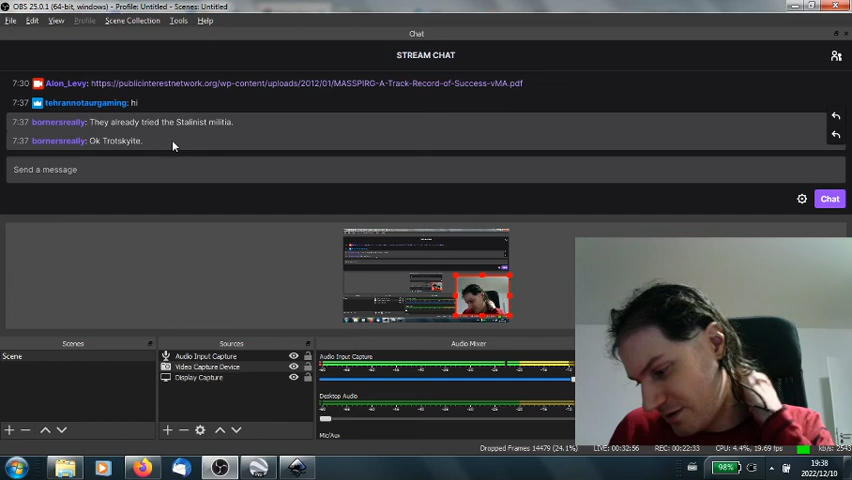 OBS 25.0.1 (64-bit, windows) - Profile: Untitled - Scenes: Untitled
File Edit View Profile Scene Collection Tools Help
Chat
STREAM CHAT
7:30 Alon_Levy: https://publicinterestnetwork.org/wp-content/uploads/2012/01/MASSPIRG-A-Track-Record-of-Success-vMA.pdf
7:37 tehrannotaurgaming: hi
7:37 bornersreally: They already tried the Stalinist militia.
7:37 bornersreally: Ok Trotskyite.
Send a message
Chat
Scenes Sources Audio Mixer
Scene
Audio Input Capture
Video Capture Device
Display Capture
Audio Input Capture
Desktop Audio
Mic/Aux
Dropped Frames 14479 (24.1%) LIVE: 00:32:56 REC: 00:22:33 CPU: 4.4%, 19.69 fps
98% 19:38
2022/12/10